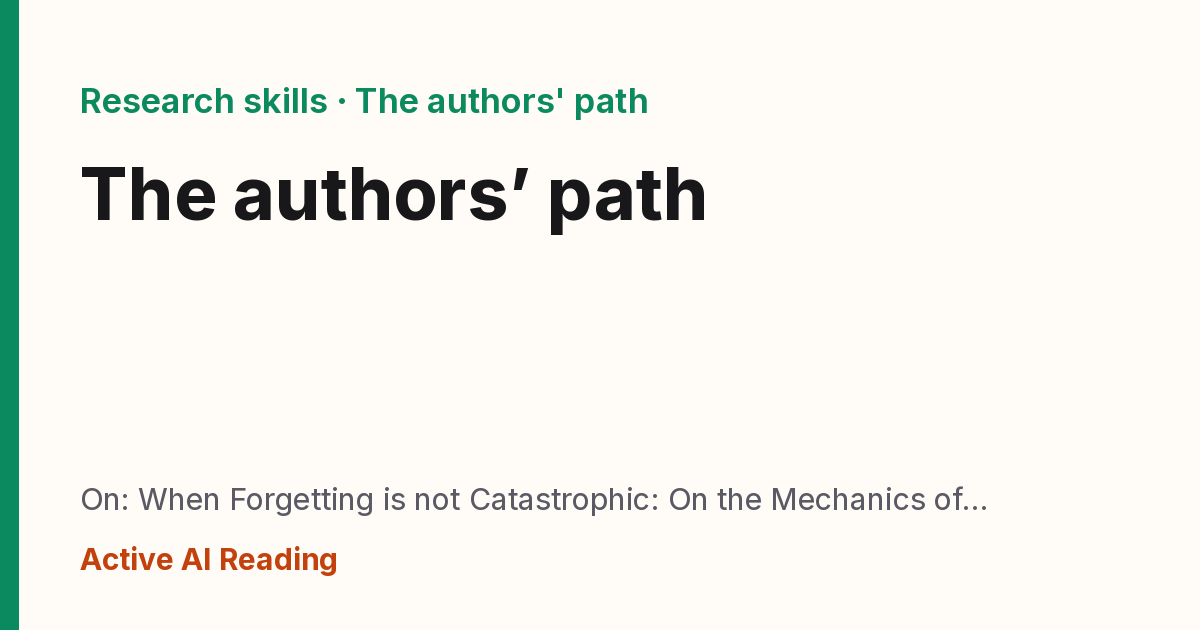 Research skills · The authors' path
The authors’ path
On: When Forgetting is not Catastrophic: On the Mechanics of...
Active AI Reading